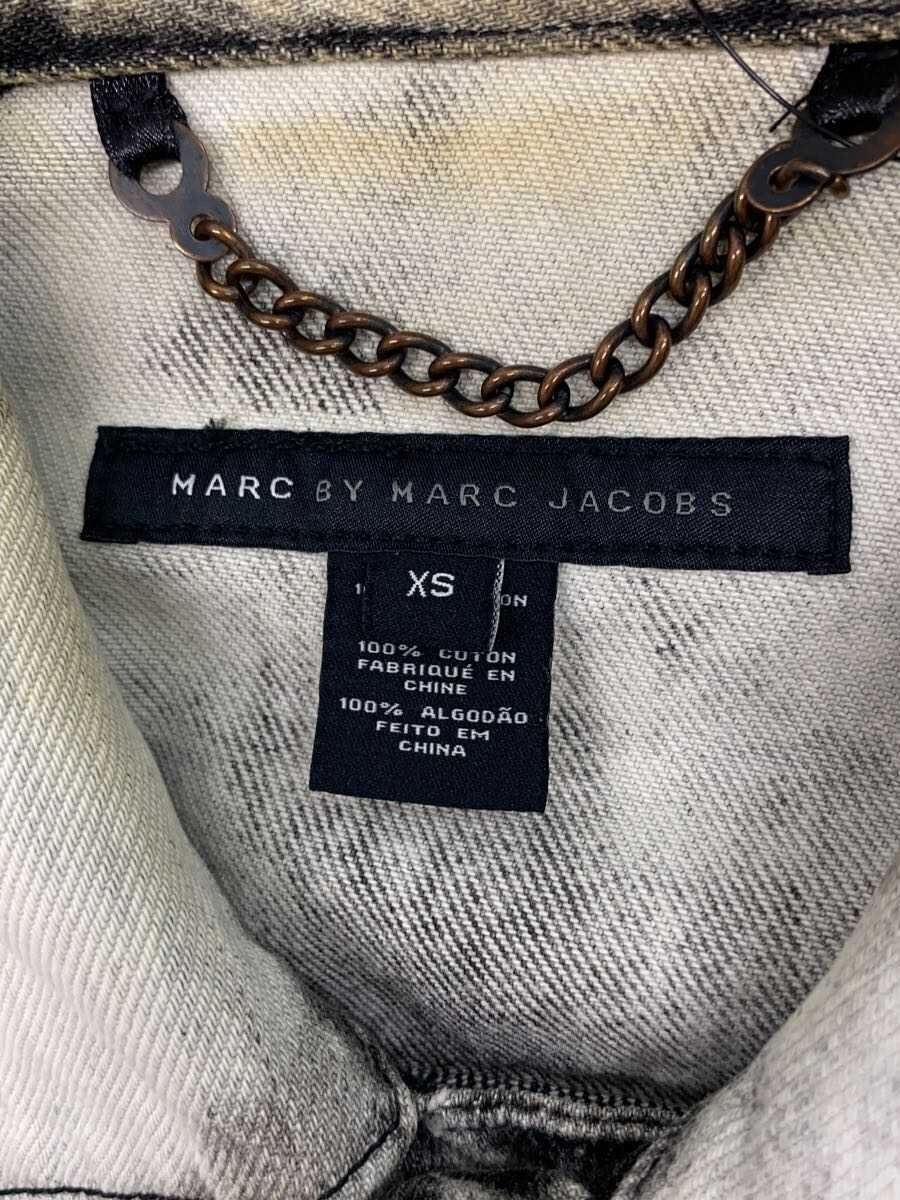 MARC BY MARC JACOBS
XS
100% COTON
FABRIQUÉ EN
CHINE
100% ALGODÃO
FEITO EM
CHINA